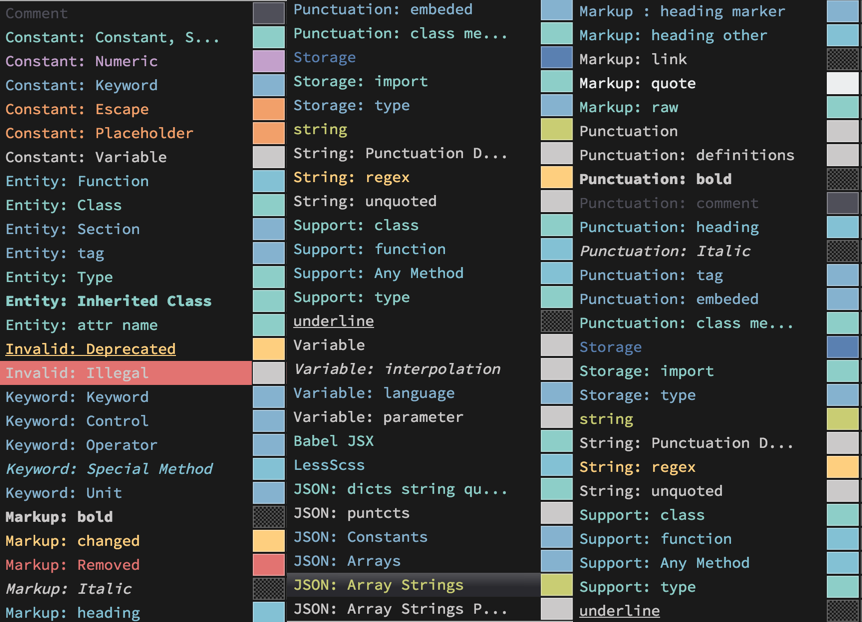 Comment
Constant: Constant, S...
Constant: Numeric
Constant: Keyword
Constant: Escape
Constant: Placeholder
Constant: Variable
Entity: Function
Entity: Class
Entity: Section
Entity: tag
Entity: Type
Entity: Inherited Class
Entity: attr name
Invalid: Deprecated
Invalid: Illegal
Keyword: Keyword
Keyword: Control
Keyword: Operator
Keyword: Special Method
Keyword: Unit
Markup: bold
Markup: changed
Markup: Removed
Markup: Italic
Markup: heading
Punctuation: embeded
Punctuation: class me...
Storage
Storage: import
Storage: type
string
String: Punctuation D...
String: regex
String: unquoted
Support: class
Support: function
Support: Any Method
Support: type
underline
Variable
Variable: interpolation
Variable: language
Variable: parameter
Babel JSX
LessScss
JSON: dicts string qu...
JSON: puntcts
JSON: Constants
JSON: Arrays
JSON: Array Strings
JSON: Array Strings P...
Markup : heading marker
Markup: heading other
Markup: link
Markup: quote
Markup: raw
Punctuation
Punctuation: definitions
Punctuation: bold
Punctuation: comment
Punctuation: heading
Punctuation: Italic
Punctuation: tag
Punctuation: embeded
Punctuation: class me...
Storage
Storage: import
Storage: type
string
String: Punctuation D...
String: regex
String: unquoted
Support: class
Support: function
Support: Any Method
Support: type
underline